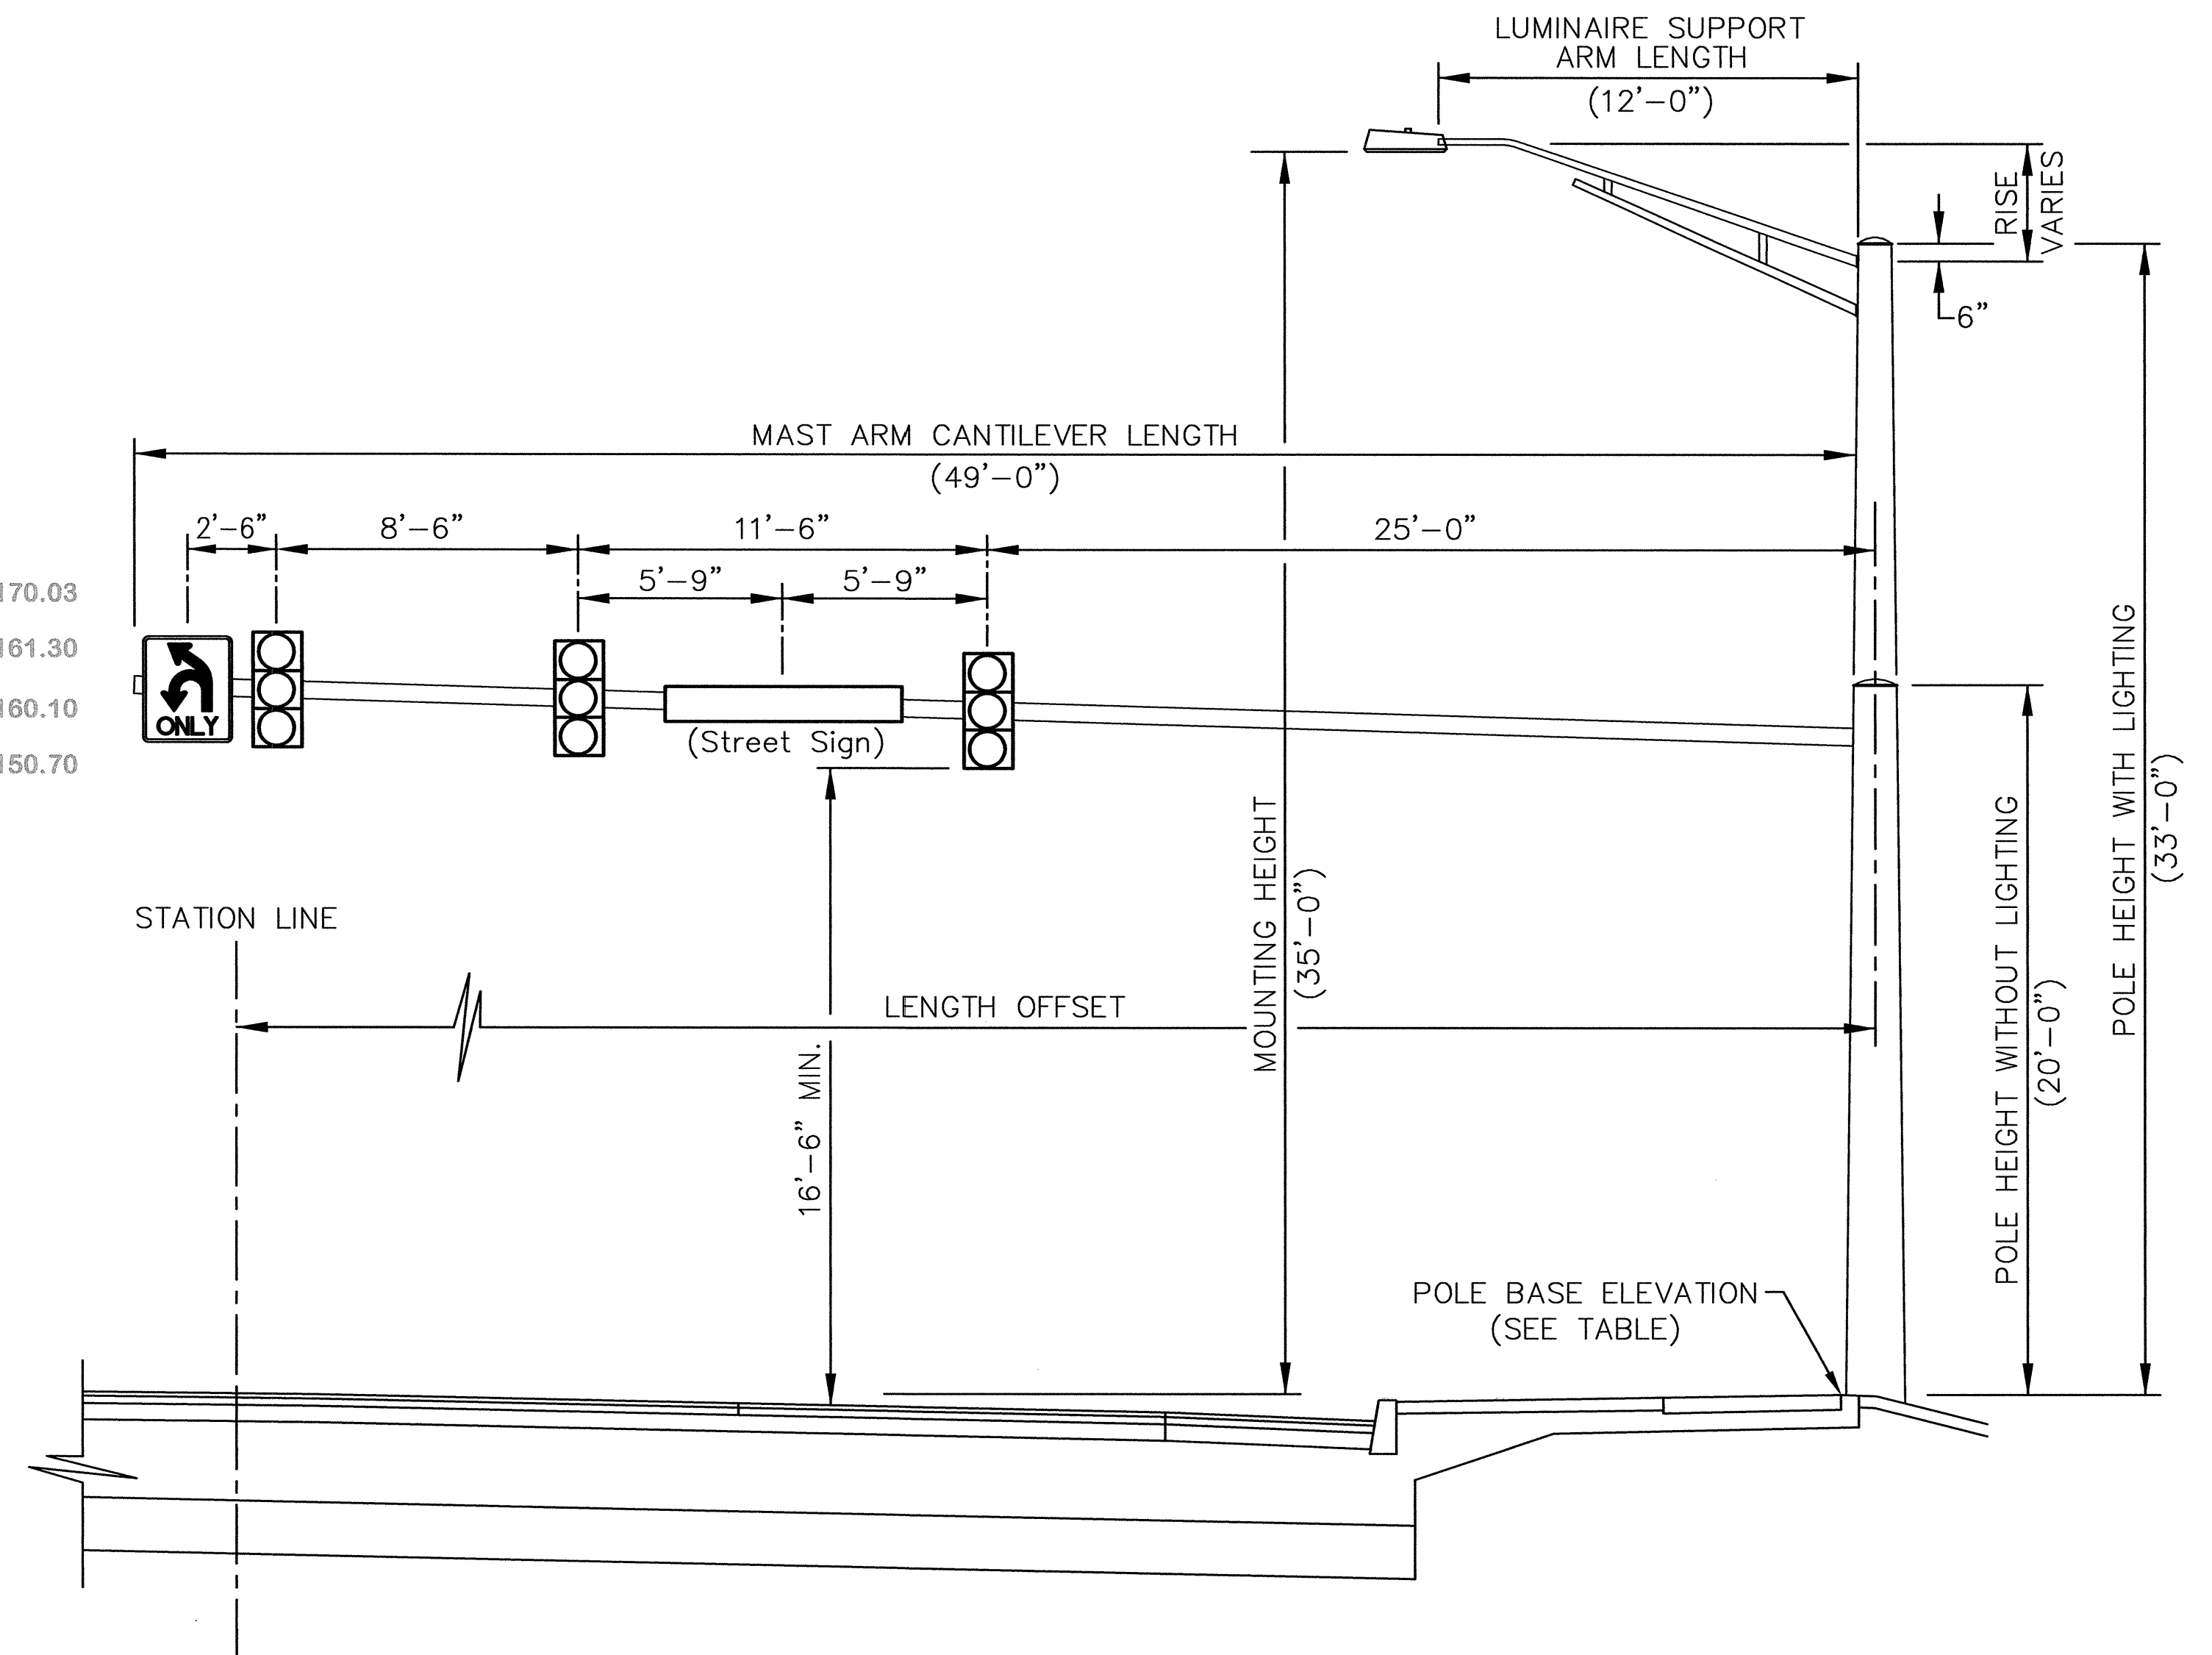 LUMINAIRE SUPPORT
ARM LENGTH
(12'-0")
RISE
VARIES
6"
MAST ARM CANTILEVER LENGTH
(49'-0")
2'-6"
8'-6"
11'-6"
25'-0"
5'-9"
5'-9"
170.03
161.30
160.10
150.70
ONLY
(Street Sign)
STATION LINE
LENGTH OFFSET
16'-6" MIN.
MOUNTING HEIGHT
(35'-0")
POLE HEIGHT WITHOUT LIGHTING
(20'-0")
POLE HEIGHT WITH LIGHTING
(33'-0")
POLE BASE ELEVATION
(SEE TABLE)